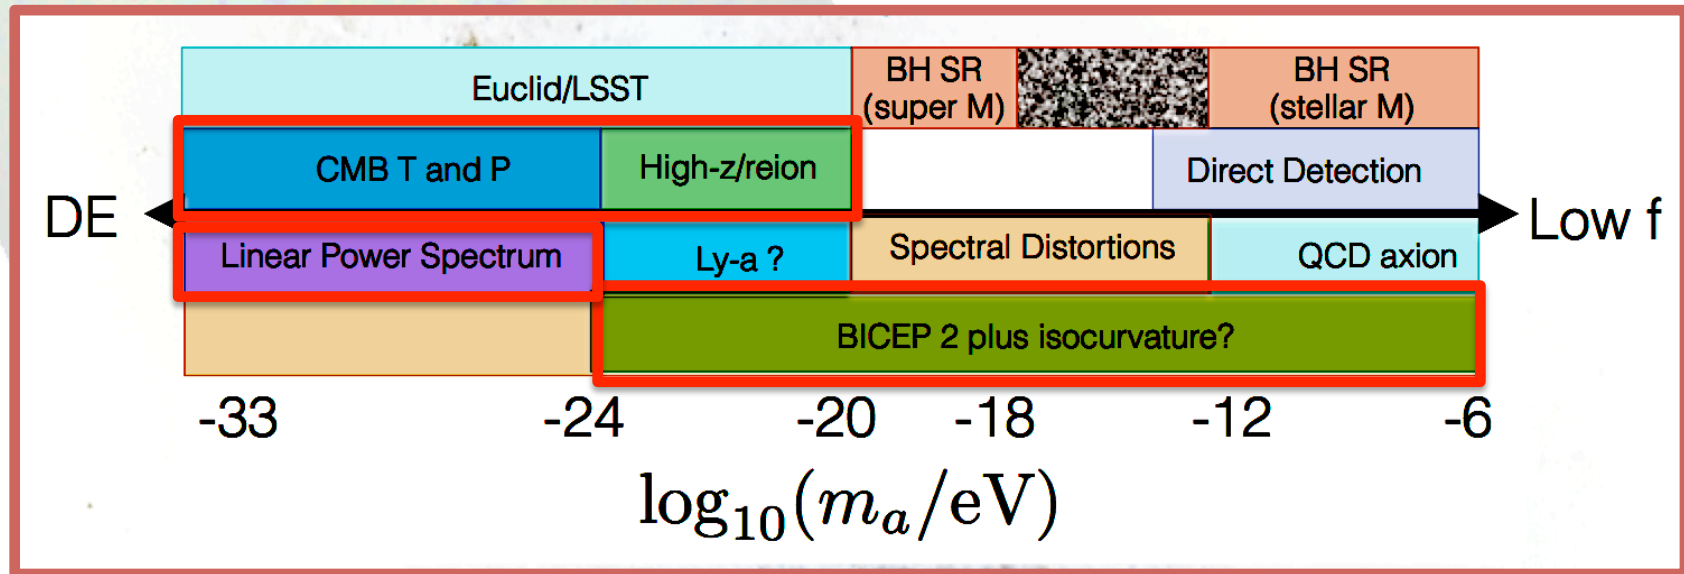 Euclid/LSST
BH SR
(super M)
BH SR
(stellar M)
CMB T and P
High-z/reion
Direct Detection
DE
Low f
Linear Power Spectrum
Ly-a ?
Spectral Distortions
QCD axion
BICEP 2 plus isocurvature?
-33
-24
-20
-18
-12
-6
log₁₀(mₐ/eV)